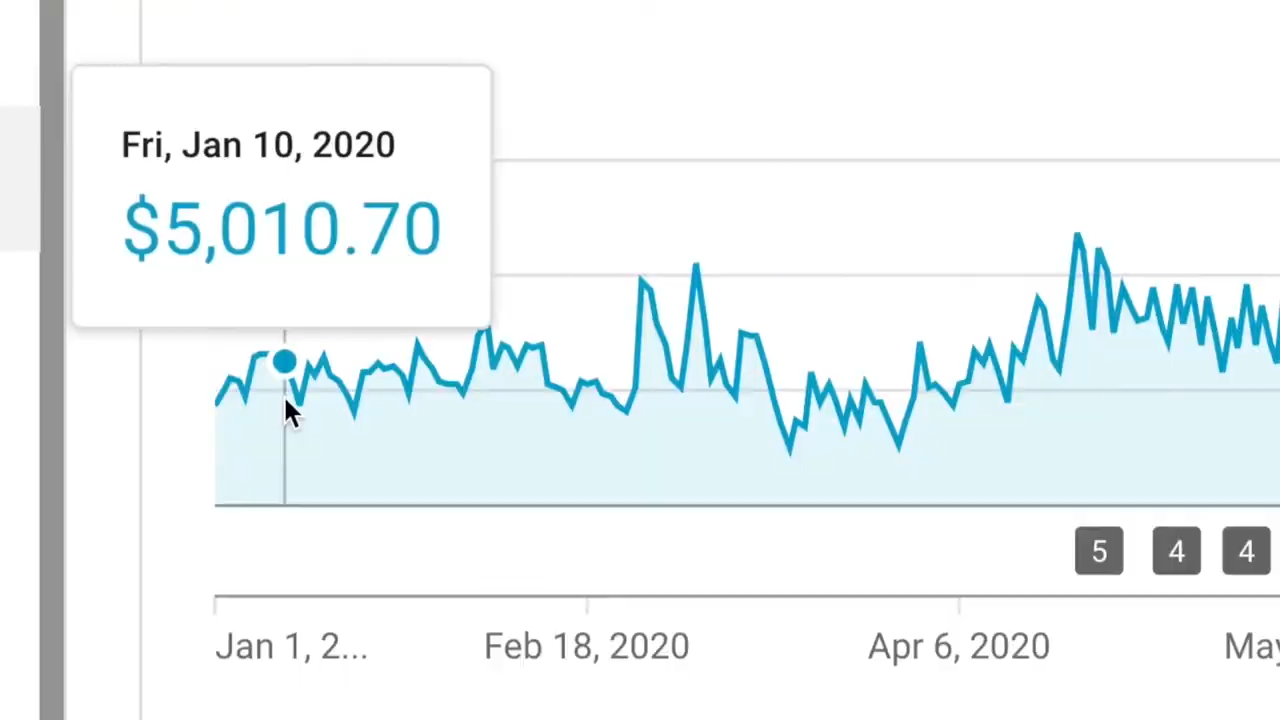 Fri, Jan 10, 2020
$5,010.70
5 4 4
Jan 1, 2... Feb 18, 2020 Apr 6, 2020 May